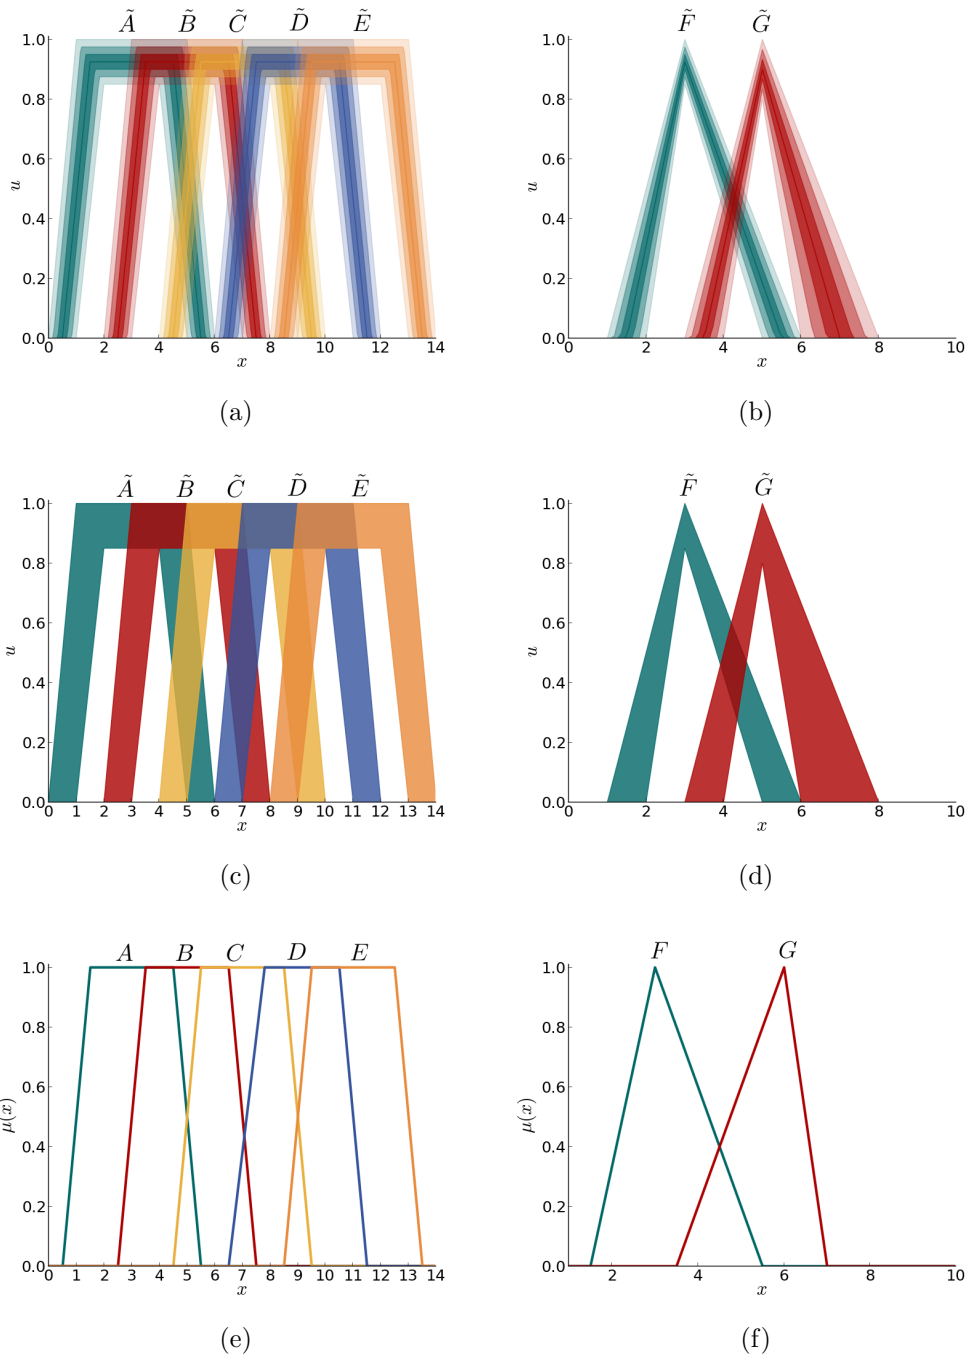 Ã B̃ C̃ D̃ Ẽ
1.0
0.8
0.6
0.4
0.2
0.0
u
0 2 4 6 8 10 12 14
x
(a)
F̃ G̃
1.0
0.8
0.6
0.4
0.2
0.0
u
0 2 4 6 8 10
x
(b)
Ã B̃ C̃ D̃ Ẽ
1.0
0.8
0.6
0.4
0.2
0.0
u
0 1 2 3 4 5 6 7 8 9 10 11 12 13 14
x
(c)
F̃ G̃
1.0
0.8
0.6
0.4
0.2
0.0
u
0 2 4 6 8 10
x
(d)
A B C D E
1.0
0.8
0.6
0.4
0.2
0.0
μ(x)
0 1 2 3 4 5 6 7 8 9 10 11 12 13 14
x
(e)
F G
1.0
0.8
0.6
0.4
0.2
0.0
μ(x)
2 4 6 8 10
x
(f)